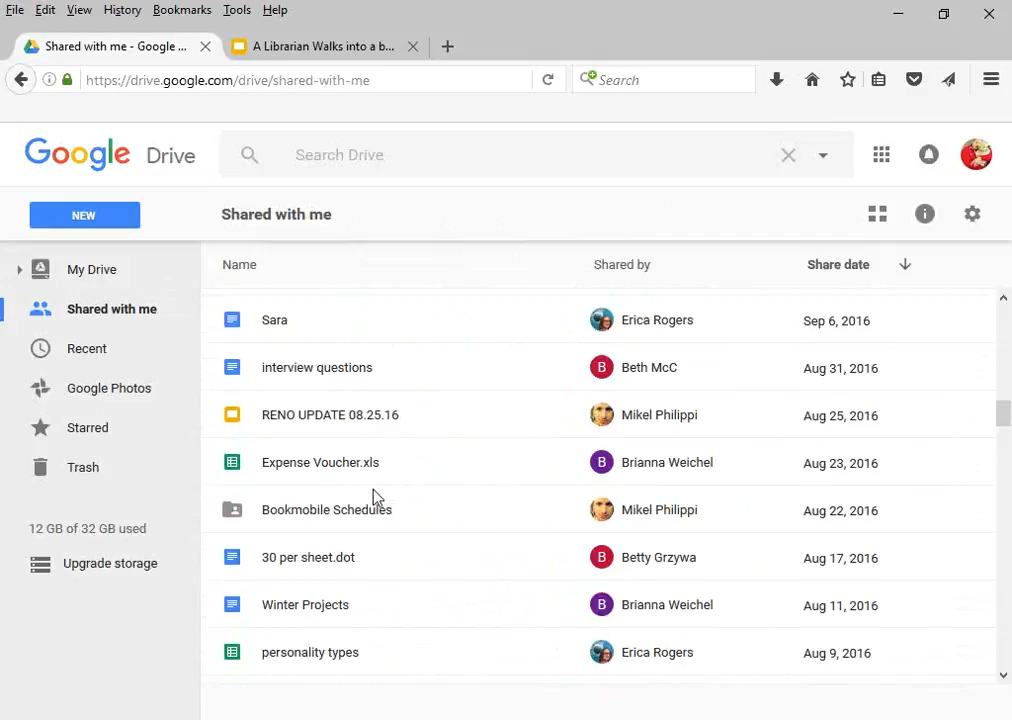 File Edit View History Bookmarks Tools Help
Shared with me - Google ... A Librarian Walks into a b...
https://drive.google.com/drive/shared-with-me Search
Google Drive Search Drive
NEW Shared with me
My Drive
Shared with me
Recent
Google Photos
Starred
Trash
12 GB of 32 GB used
Upgrade storage
Name Shared by Share date
Sara Erica Rogers Sep 6, 2016
interview questions B Beth McC Aug 31, 2016
RENO UPDATE 08.25.16 Mikel Philippi Aug 25, 2016
Expense Voucher.xls B Brianna Weichel Aug 23, 2016
Bookmobile Schedules Mikel Philippi Aug 22, 2016
30 per sheet.dot B Betty Grzywa Aug 17, 2016
Winter Projects B Brianna Weichel Aug 11, 2016
personality types Erica Rogers Aug 9, 2016